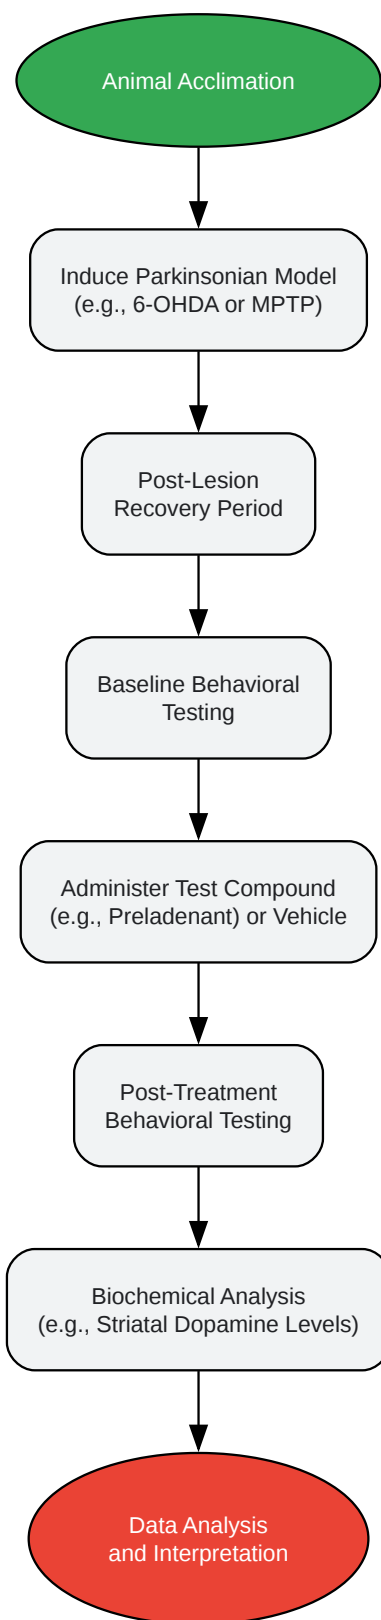 Animal Acclimation
Induce Parkinsonian Model
(e.g., 6-OHDA or MPTP)
Post-Lesion
Recovery Period
Baseline Behavioral
Testing
Administer Test Compound
(e.g., Preladenant) or Vehicle
Post-Treatment
Behavioral Testing
Biochemical Analysis
(e.g., Striatal Dopamine Levels)
Data Analysis
and Interpretation